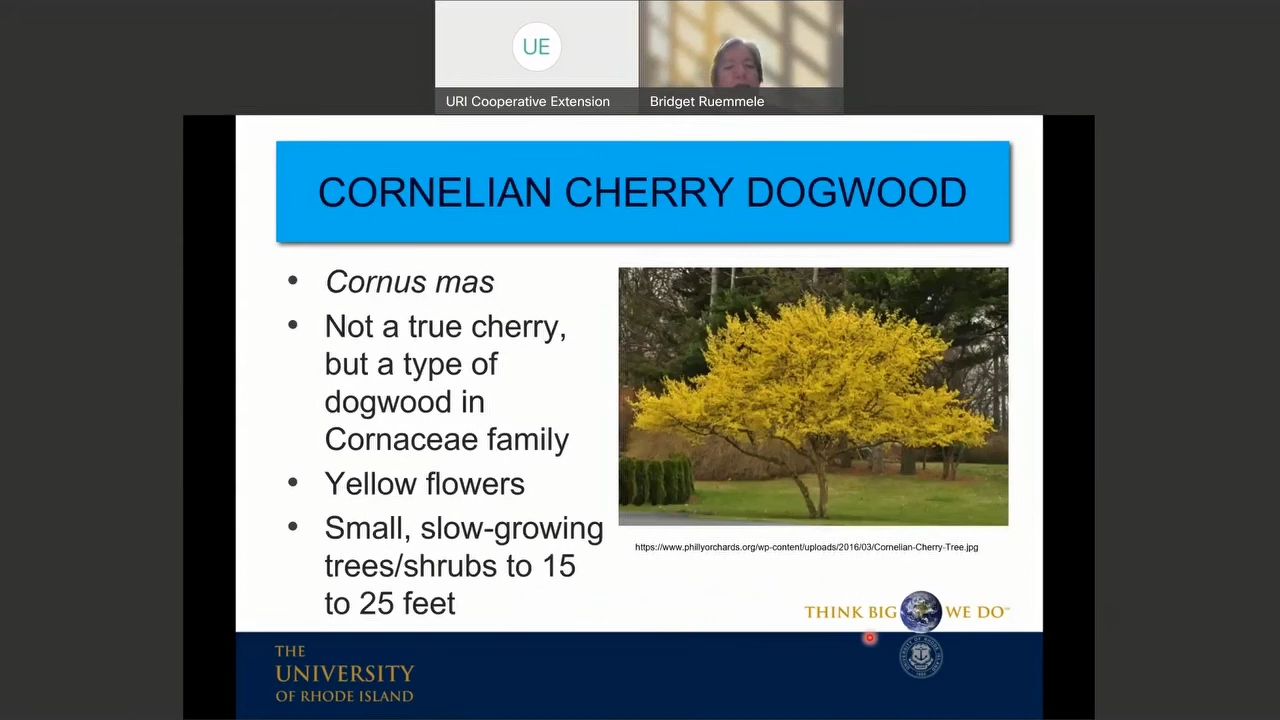 UE
URI Cooperative Extension
Bridget Ruemmele
CORNELIAN CHERRY DOGWOOD
• Cornus mas
• Not a true cherry,
but a type of
dogwood in
Cornaceae family
• Yellow flowers
• Small, slow-growing
trees/shrubs to 15
to 25 feet
https://www.phillyorchards.org/wp-content/uploads/2016/03/Cornelian-Cherry-Tree.jpg
THINK BIG WE DO™
THE
UNIVERSITY
OF RHODE ISLAND